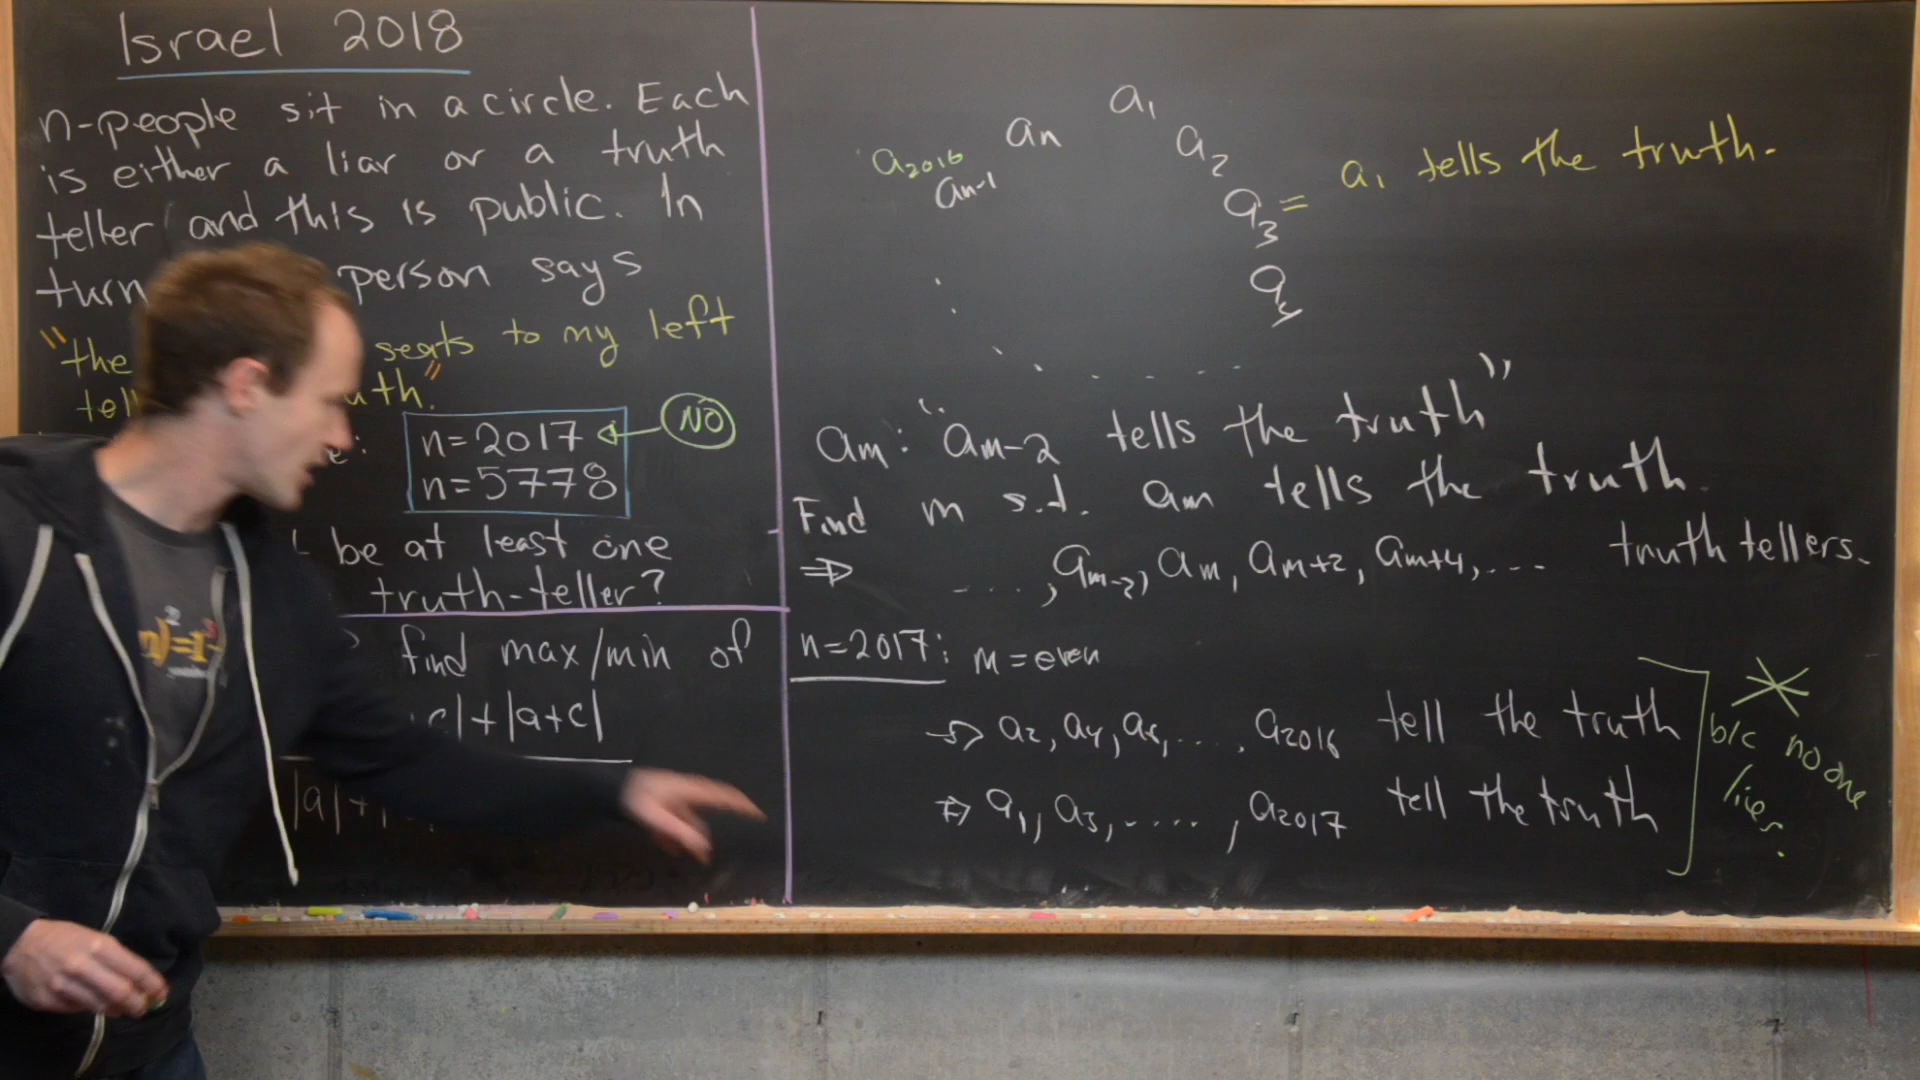 Israel 2018
n-people sit in a circle. Each
is either a liar or a truth
teller and this is public. In
turn person says
"the seats to my left
tell uth."
e: n=2017 ← NO
n=5778
be at least one
truth-teller?
find max/min of
c|+|a+c|
|a|+|
a₁
aₙ
a₂
a₂₀₁₆
aₙ₋₁
a₃ = a₁ tells the truth.
a₄
aₘ: "aₘ₋₂ tells the truth"
Find m s.t. aₘ tells the truth.
⇒ ...., aₘ₋₂, aₘ, aₘ₊₂, aₘ₊₄, .... truth tellers.
n=2017: m = even
→ a₂, a₄, a₆, ...., a₂₀₁₆ tell the truth
⇒ a₁, a₃, ....., a₂₀₁₇ tell the truth
b/c no one
lies.